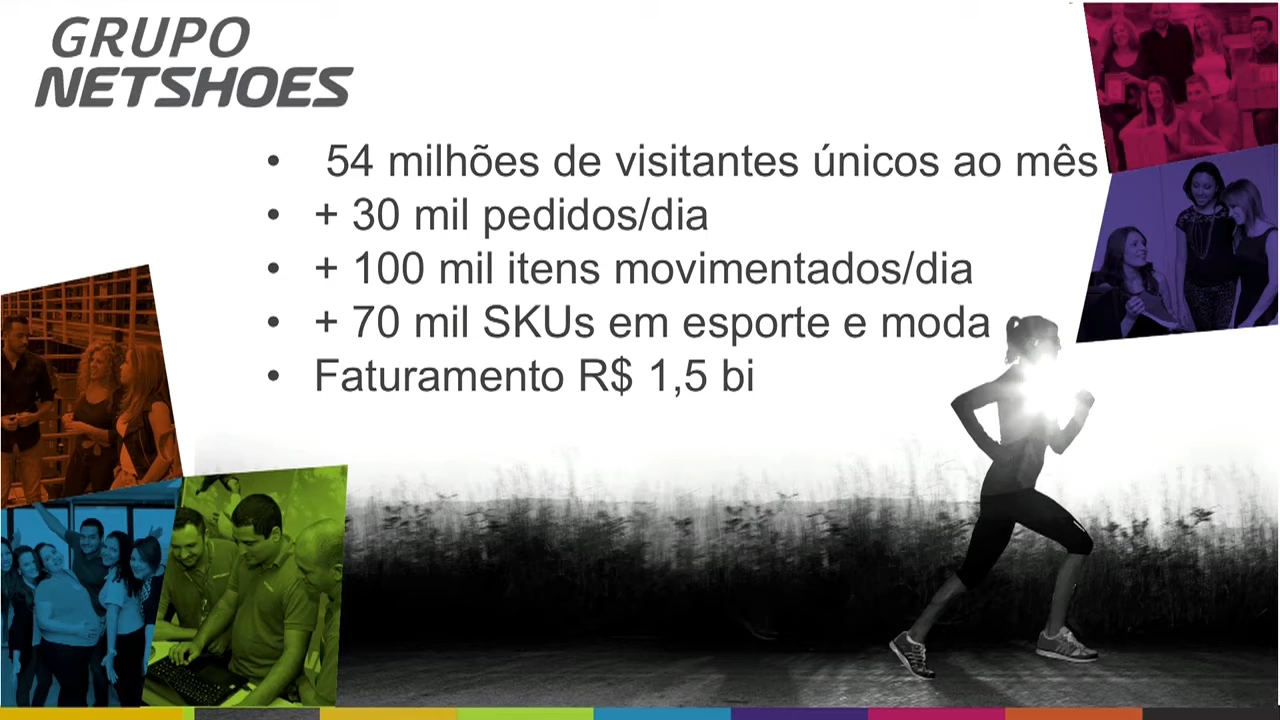 GRUPO
NETSHOES
• 54 milhões de visitantes únicos ao mês
• + 30 mil pedidos/dia
• + 100 mil itens movimentados/dia
• + 70 mil SKUs em esporte e moda
• Faturamento R$ 1,5 bi